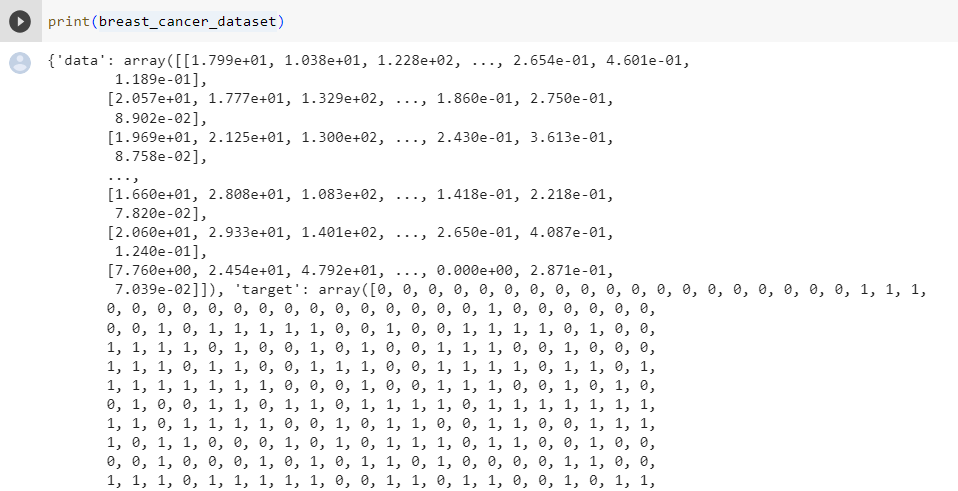 print(breast_cancer_dataset)
{'data': array([[1.799e+01, 1.038e+01, 1.228e+02, ..., 2.654e-01, 4.601e-01,
1.189e-01],
[2.057e+01, 1.777e+01, 1.329e+02, ..., 1.860e-01, 2.750e-01,
8.902e-02],
[1.969e+01, 2.125e+01, 1.300e+02, ..., 2.430e-01, 3.613e-01,
8.758e-02],
...,
[1.660e+01, 2.808e+01, 1.083e+02, ..., 1.418e-01, 2.218e-01,
7.820e-02],
[2.060e+01, 2.933e+01, 1.401e+02, ..., 2.650e-01, 4.087e-01,
1.240e-01],
[7.760e+00, 2.454e+01, 4.792e+01, ..., 0.000e+00, 2.871e-01,
7.039e-02]]), 'target': array([0, 0, 0, 0, 0, 0, 0, 0, 0, 0, 0, 0, 0, 0, 0, 0, 0, 0, 0, 1, 1, 1,
0, 0, 0, 0, 0, 0, 0, 0, 0, 0, 0, 0, 0, 0, 0, 1, 0, 0, 0, 0, 0, 0,
0, 0, 1, 0, 1, 1, 1, 1, 1, 0, 0, 1, 0, 0, 1, 1, 1, 1, 0, 1, 0, 0,
1, 1, 1, 1, 0, 1, 0, 0, 1, 0, 1, 0, 0, 1, 1, 1, 0, 0, 1, 0, 0, 0,
1, 1, 1, 0, 1, 1, 0, 0, 1, 1, 1, 0, 0, 1, 1, 1, 1, 0, 1, 1, 0, 1,
1, 1, 1, 1, 1, 1, 1, 0, 0, 0, 1, 0, 0, 1, 1, 1, 0, 0, 1, 0, 1, 0,
0, 1, 0, 0, 1, 1, 0, 1, 1, 0, 1, 1, 1, 1, 0, 1, 1, 1, 1, 1, 1, 1,
1, 1, 0, 1, 1, 1, 1, 0, 0, 1, 0, 1, 1, 0, 0, 1, 1, 0, 0, 1, 1, 1,
1, 0, 1, 1, 0, 0, 0, 1, 0, 1, 0, 1, 1, 1, 0, 1, 1, 0, 0, 1, 0, 0,
0, 0, 1, 0, 0, 0, 1, 0, 1, 0, 1, 1, 0, 1, 0, 0, 0, 0, 1, 1, 0, 0,
1, 1, 1, 0, 1, 1, 1, 1, 1, 0, 0, 1, 1, 0, 1, 1, 0, 0, 1, 0, 1, 1,